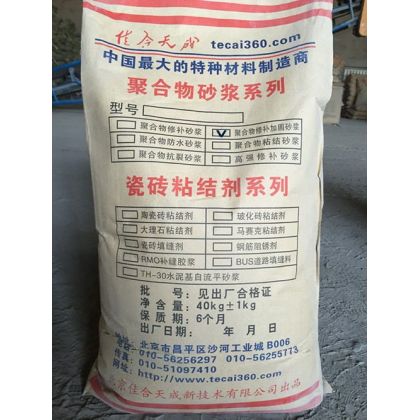 佳合天成 tecai360.com
中国最大的特种材料制造商
聚合物砂浆系列
型号
聚合物修补砂浆 ✓ 聚合物修补加固砂浆
聚合物防水砂浆 聚合物粘结砂浆
聚合物抗裂砂浆 高强修补砂浆
瓷砖粘结剂系列
陶瓷砖粘结剂 玻化砖粘结剂
大理石粘结剂 马赛克粘结剂
瓷砖填缝剂 钢筋阻锈剂
RMO补缝胶浆 BUS道路填缝料
TH-30水泥基自流平砂浆
批号：见出厂合格证
净含量：40kg±1kg
保质期：6个月
出厂日期： 年 月 日
地址：北京市昌平区沙河工业城B006
电话：010-56256297 010-56255773
传真：010-51097410
网址：http://www.tecai360.com
北京佳合天成新技术有限公司出品